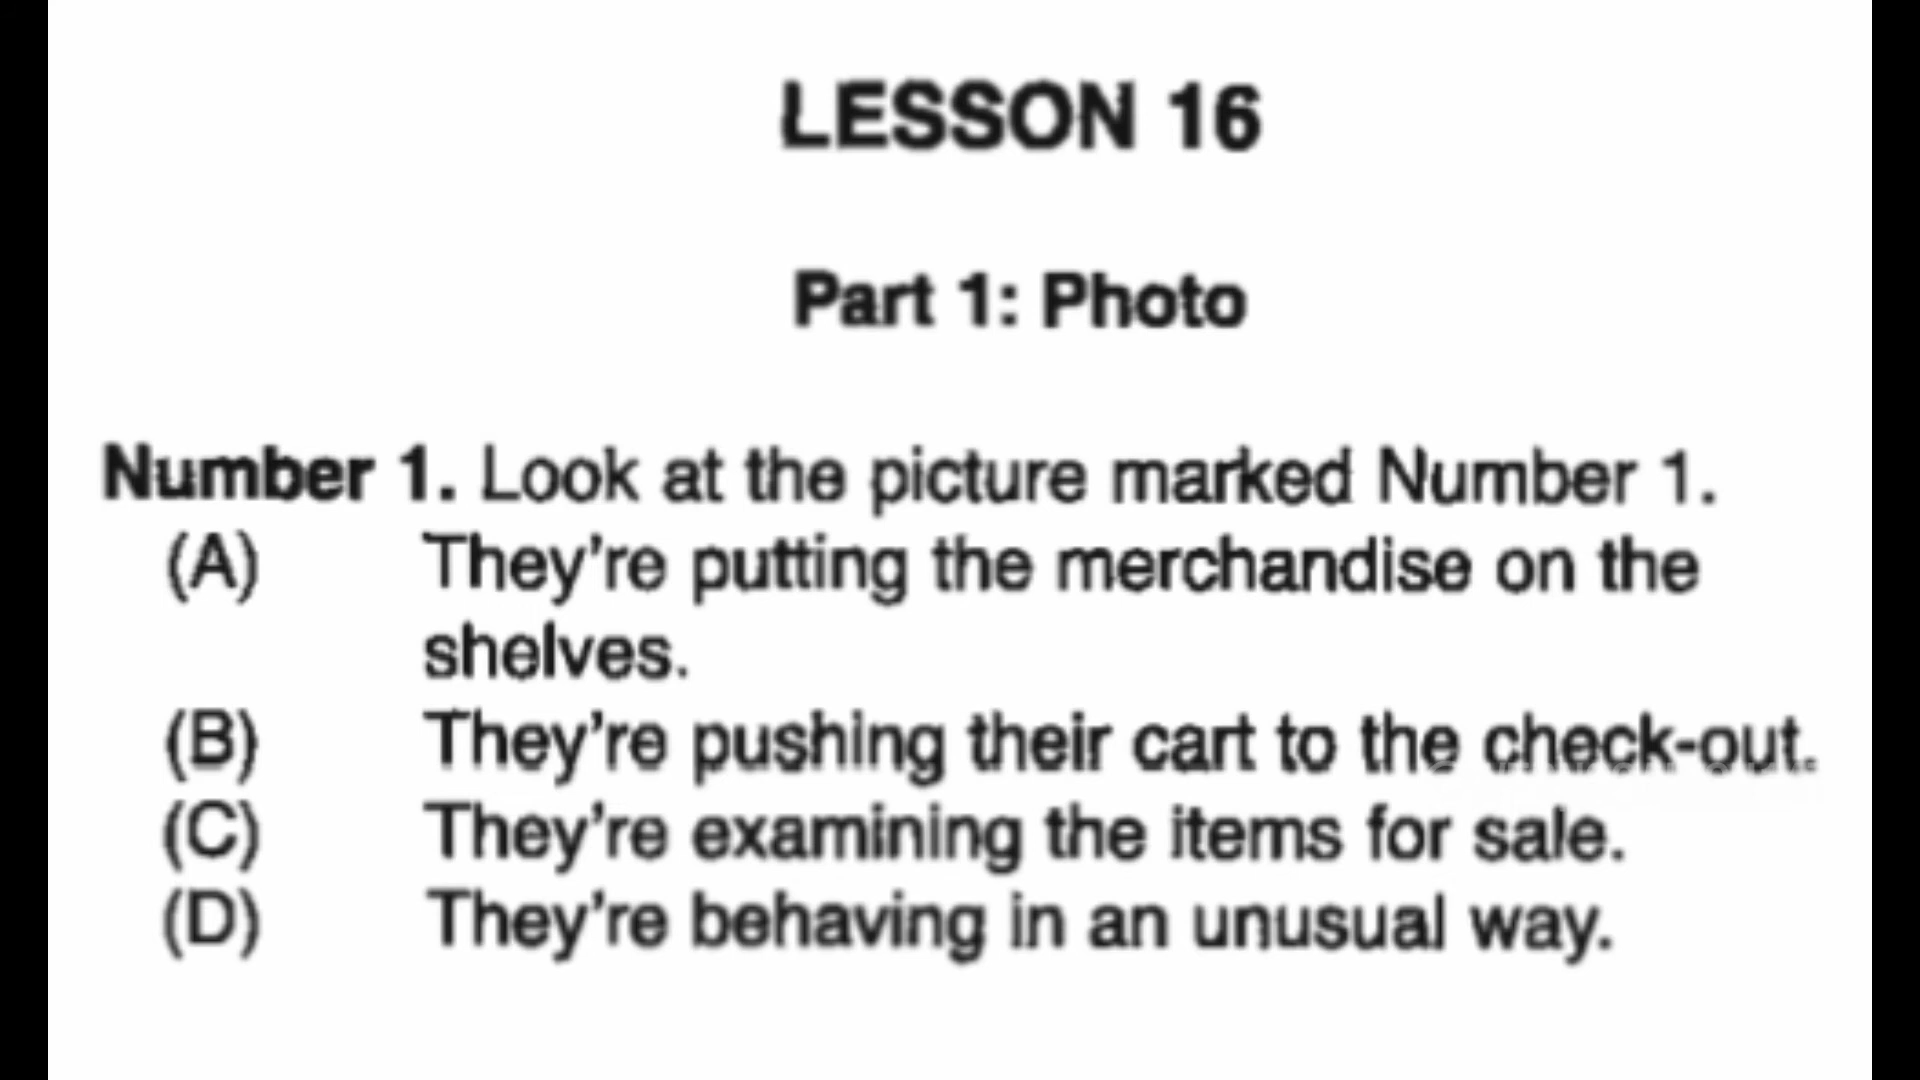 LESSON 16
Part 1: Photo
Number 1. Look at the picture marked Number 1.
(A) They're putting the merchandise on the
shelves.
(B) They're pushing their cart to the check-out.
(C) They're examining the items for sale.
(D) They're behaving in an unusual way.